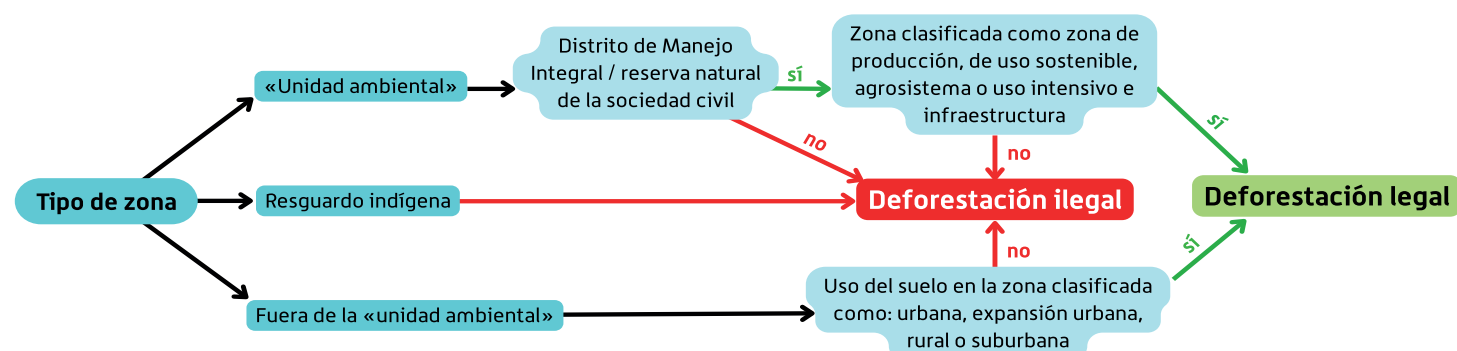 Tipo de zona
«Unidad ambiental»
Distrito de Manejo
Integral / reserva natural
de la sociedad civil
sí
no
Zona clasificada como zona de
producción, de uso sostenible,
agrosistema o uso intensivo e
infraestructura
sí
no
Resguardo indígena
Deforestación ilegal
Deforestación legal
Fuera de la «unidad ambiental»
Uso del suelo en la zona clasificada
como: urbana, expansión urbana,
rural o suburbana
no
sí